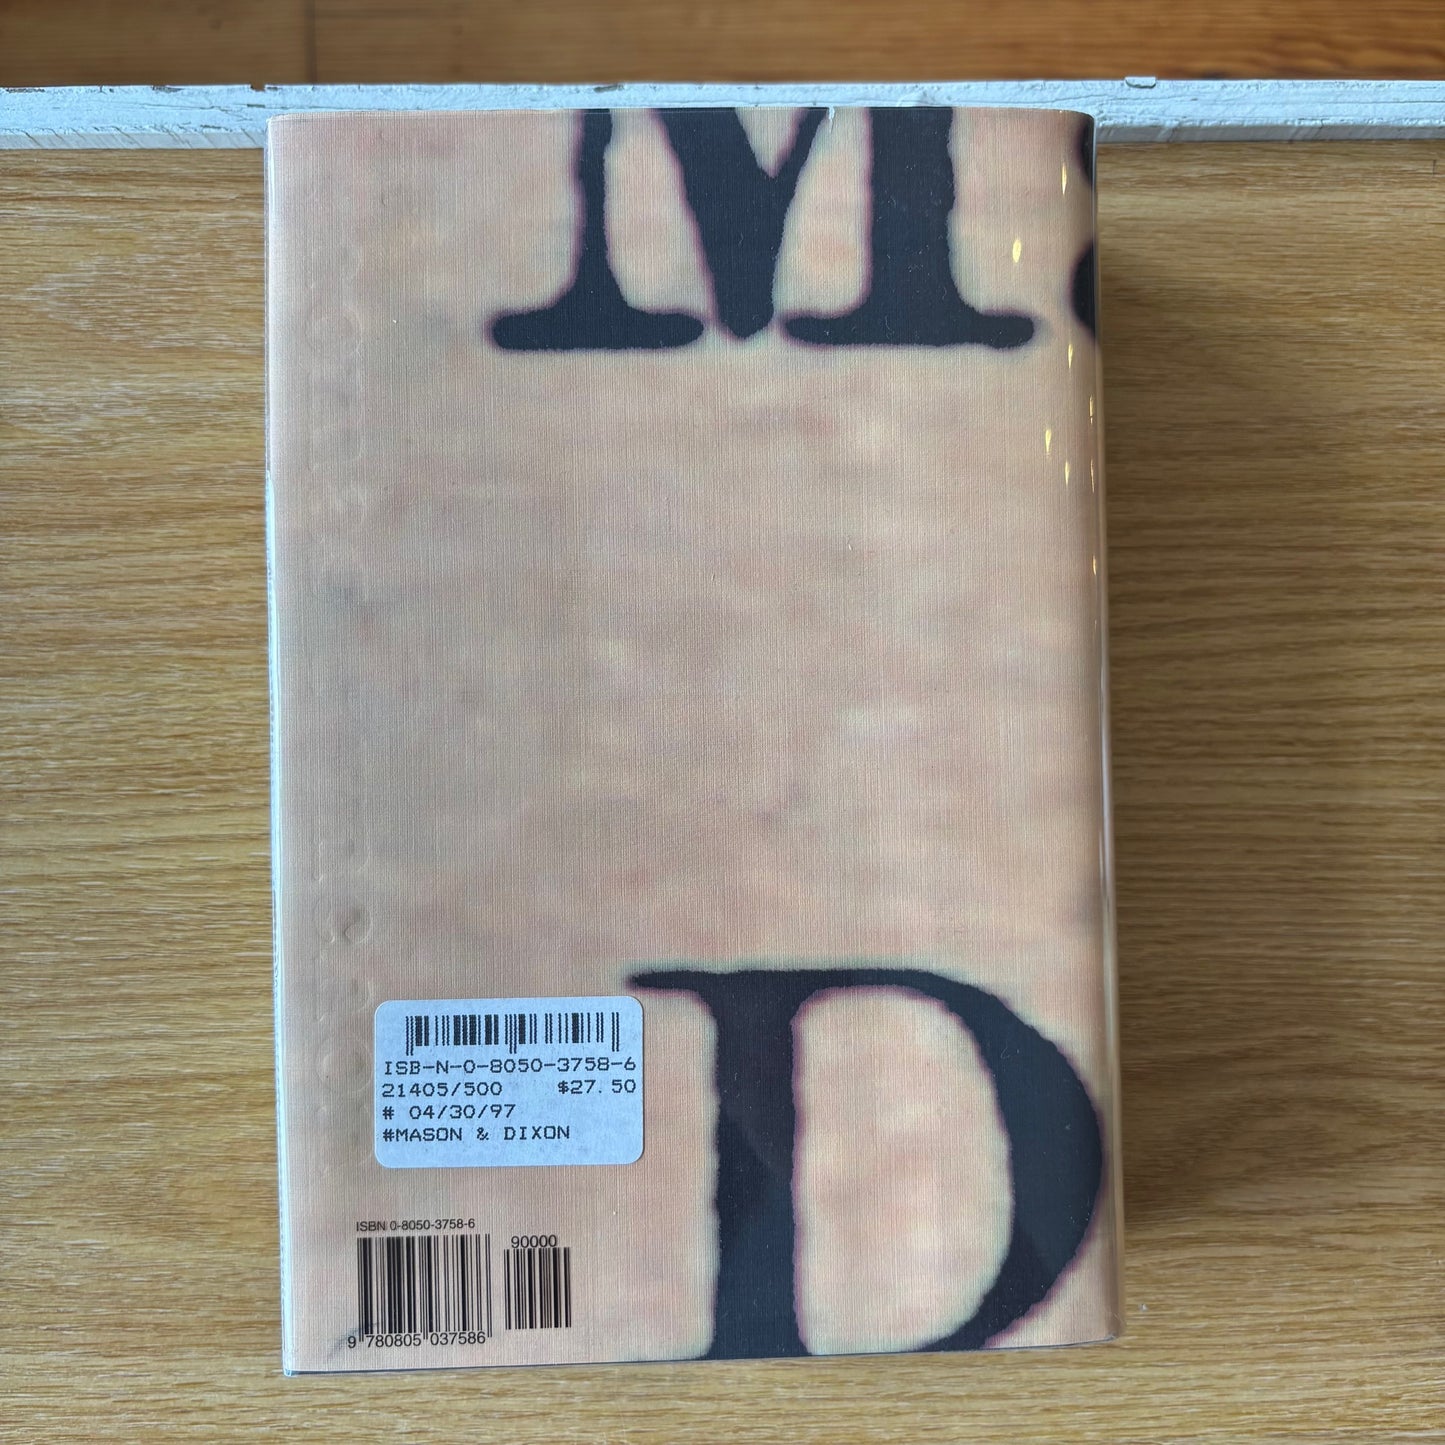 M&
D
ISB-N-0-8050-3758-6
21405/500 $27.50
# 04/30/97
#MASON & DIXON
ISBN 0-8050-3758-6
90000
9 780805 037586